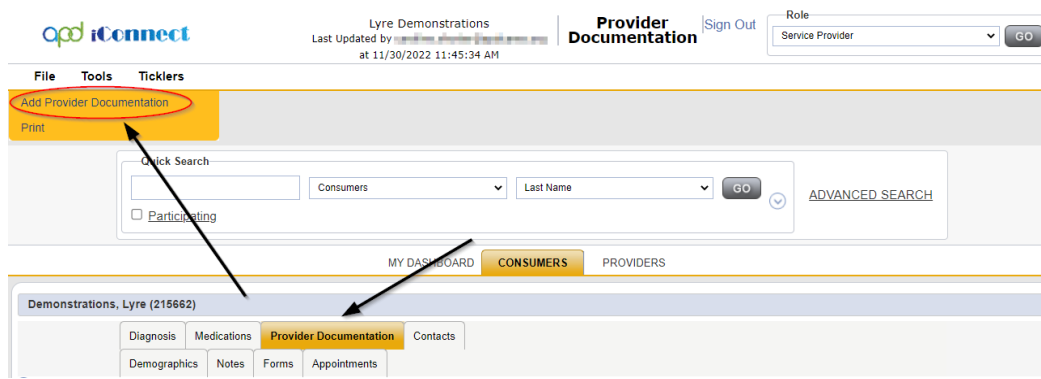 apd iConnect
Lyre Demonstrations
Last Updated by
at 11/30/2022 11:45:34 AM
Provider
Documentation
Sign Out
Role
Service Provider
GO
File Tools Ticklers
Add Provider Documentation
Print
Quick Search
Consumers
Last Name
GO
ADVANCED SEARCH
Participating
MY DASHBOARD CONSUMERS PROVIDERS
Demonstrations, Lyre (215662)
Diagnosis Medications Provider Documentation Contacts
Demographics Notes Forms Appointments